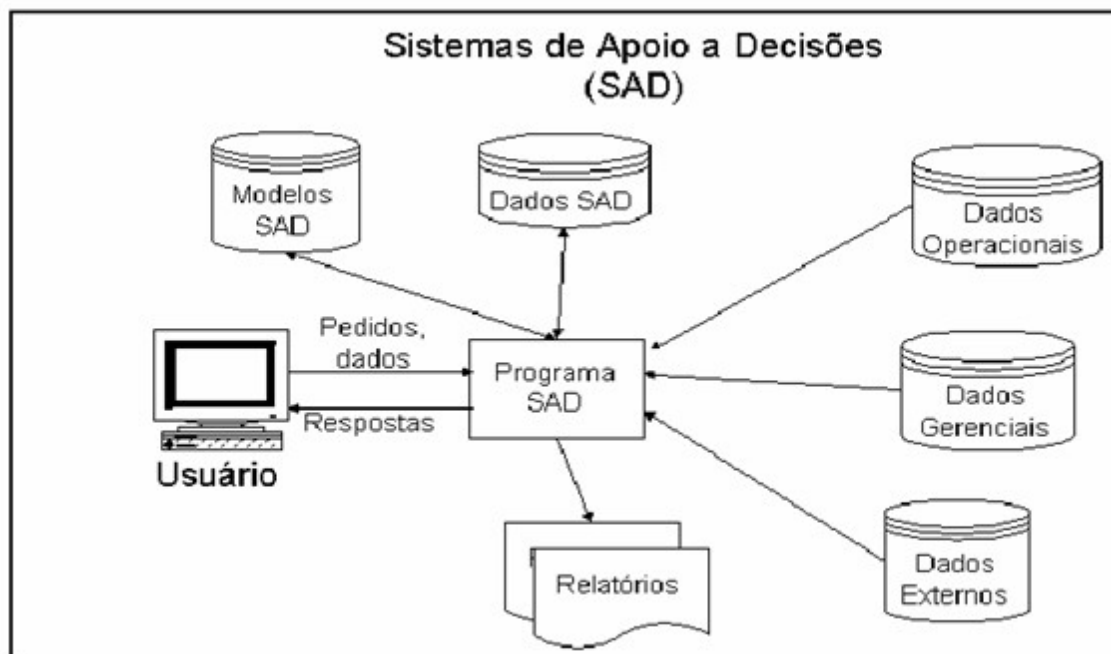 Sistemas de Apoio a Decisões
(SAD)
Modelos
SAD
Dados SAD
Dados
Operacionais
Pedidos,
dados
Programa
SAD
Respostas
Usuário
Dados
Gerenciais
Relatórios
Dados
Externos